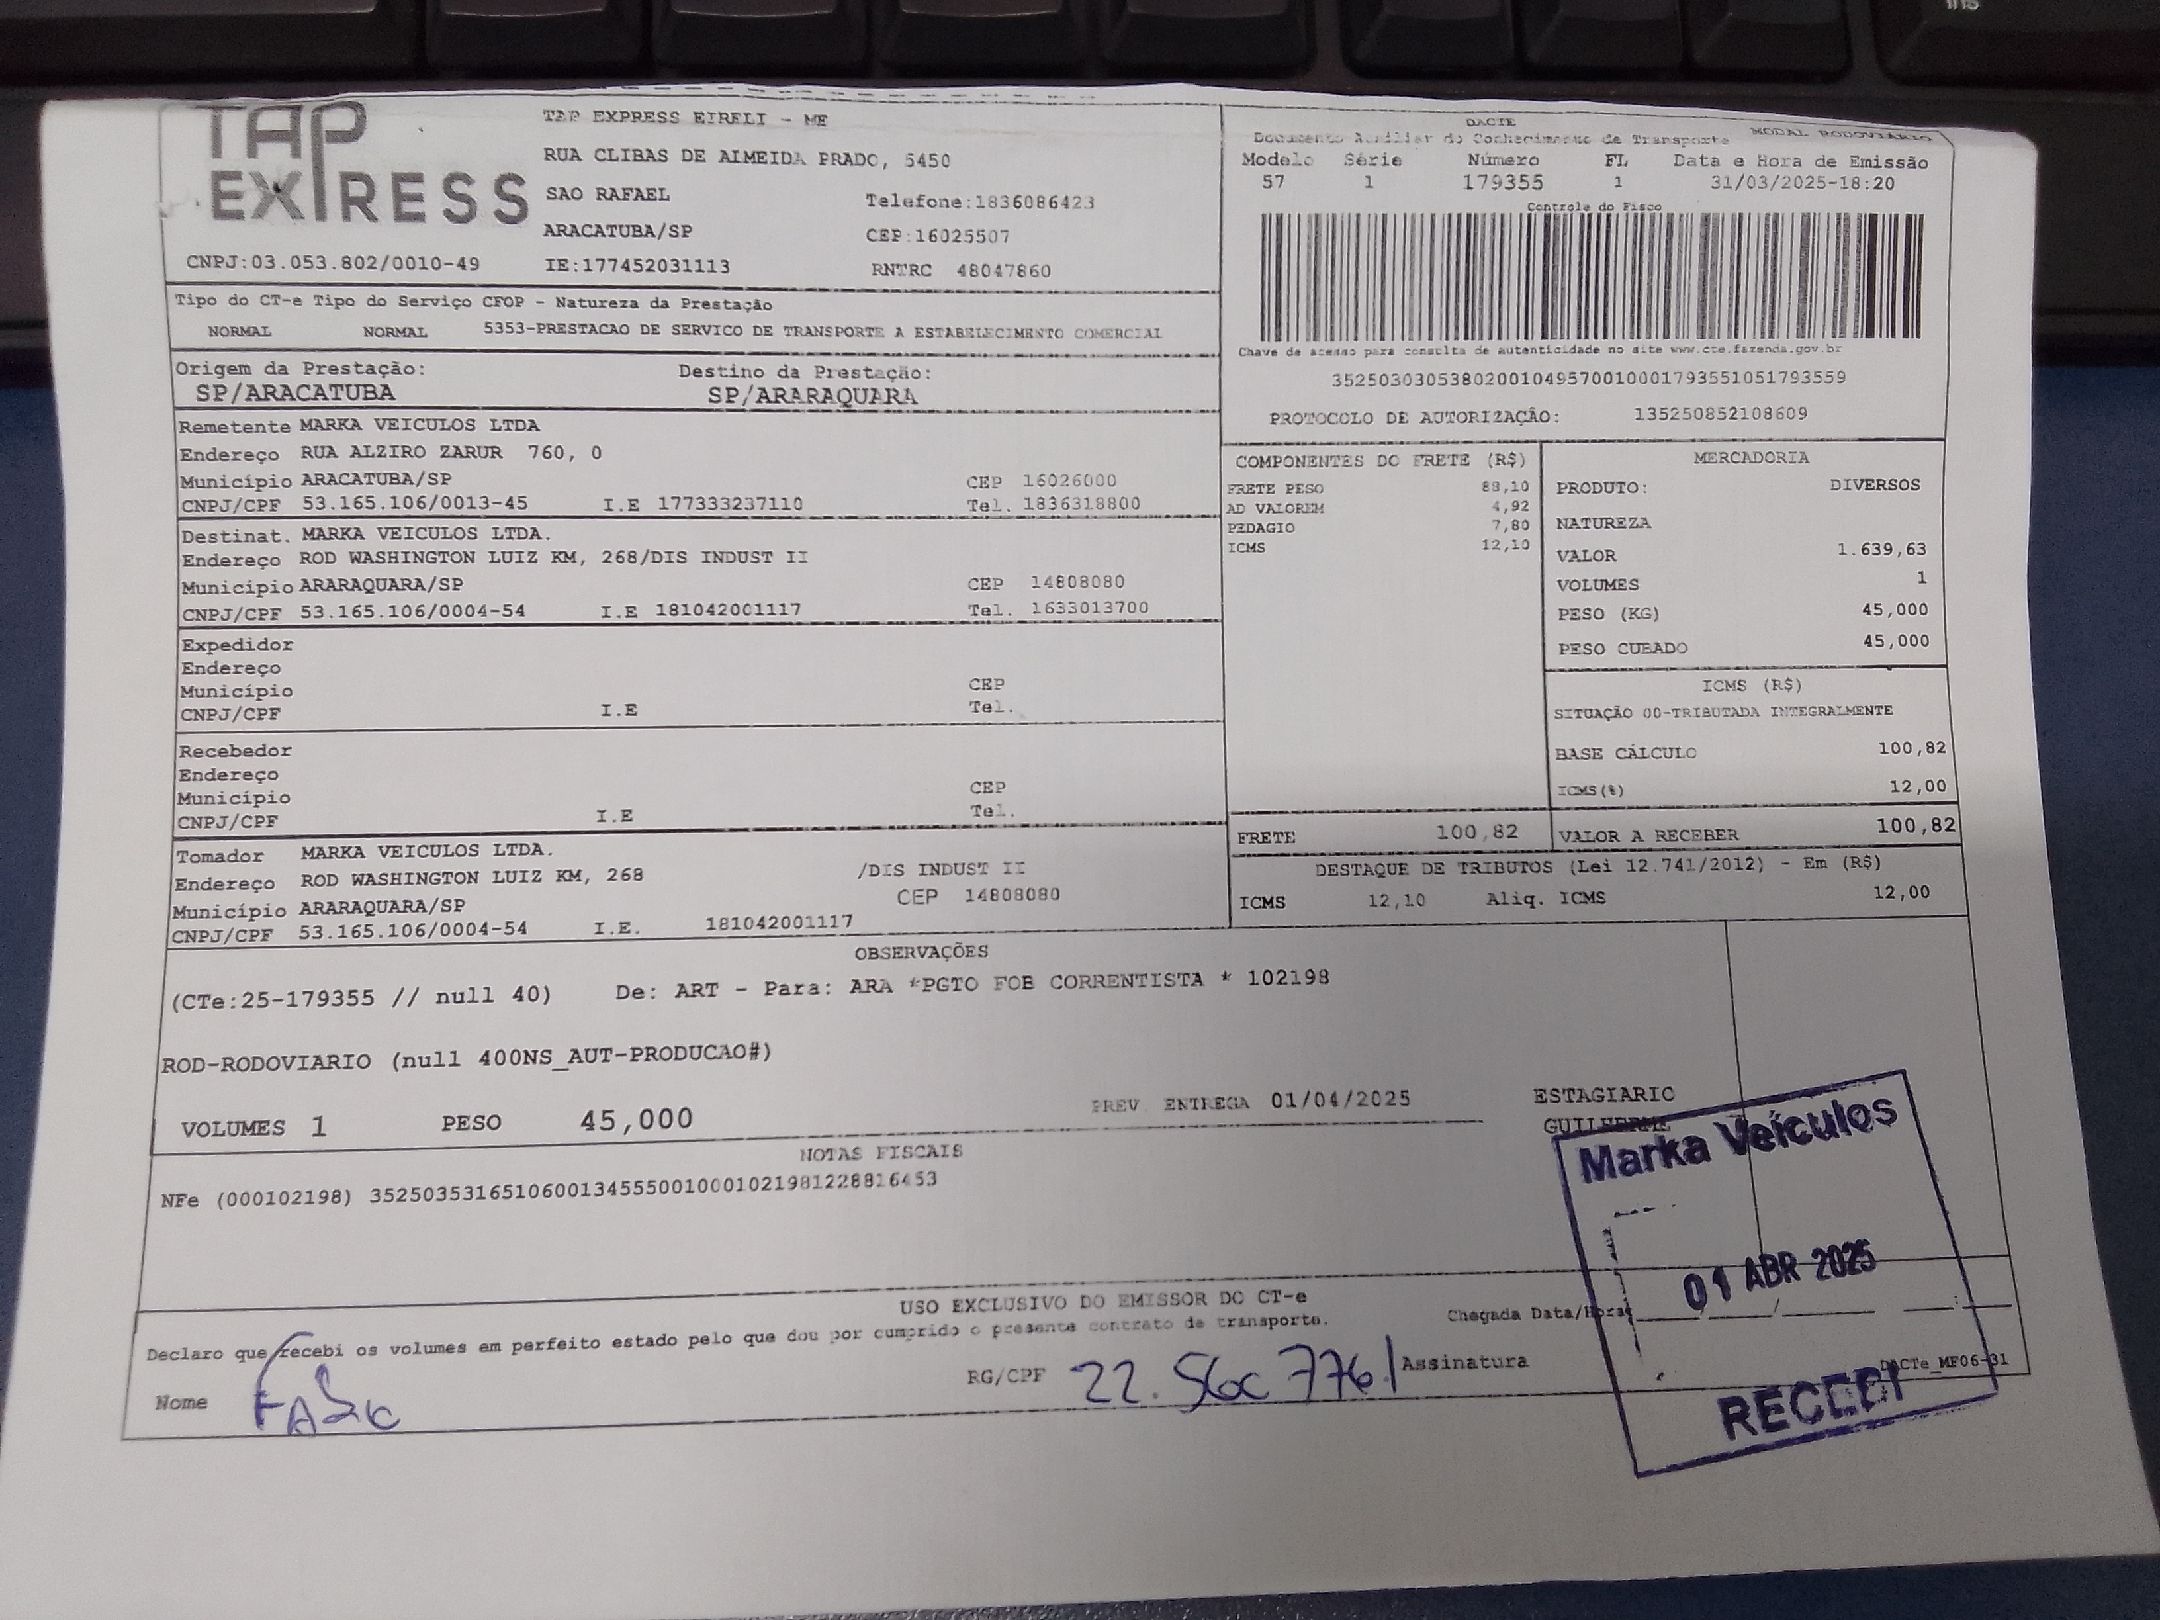 TAP EXPRESS
TAP EXPRESS EIRELI - ME
RUA CLIBAS DE ALMEIDA PRADO, 5450
SAO RAFAEL Telefone:1836086423
ARACATUBA/SP CEP:16025507
CNPJ:03.053.802/0010-49 IE:177452031113 RNTRC 48047860
DACTE MODAL RODOVIÁRIO
Documento Auxiliar do Conhecimento de Transporte
Modelo Série Número FL Data e Hora de Emissão
57 1 179355 1 31/03/2025-18:20
Controle do Fisco
Chave de acesso para consulta de autenticidade no site www.cte.fazenda.gov.br
35250303053802001049570010001793551051793559
PROTOCOLO DE AUTORIZAÇÃO: 135250852108609
Tipo do CT-e Tipo do Serviço CFOP - Natureza da Prestação
NORMAL NORMAL 5353-PRESTACAO DE SERVICO DE TRANSPORTE A ESTABELECIMENTO COMERCIAL
Origem da Prestação: Destino da Prestação:
SP/ARACATUBA SP/ARARAQUARA
Remetente MARKA VEICULOS LTDA
Endereço RUA ALZIRO ZARUR 760, 0
Município ARACATUBA/SP CEP 16026000
CNPJ/CPF 53.165.106/0013-45 I.E 177333237110 Tel. 1836318800
Destinat. MARKA VEICULOS LTDA.
Endereço ROD WASHINGTON LUIZ KM, 268/DIS INDUST II
Município ARARAQUARA/SP CEP 14808080
CNPJ/CPF 53.165.106/0004-54 I.E 181042001117 Tel. 1633013700
Expedidor
Endereço
Município CEP
CNPJ/CPF I.E Tel.
Recebedor
Endereço
Município CEP
CNPJ/CPF I.E Tel.
Tomador MARKA VEICULOS LTDA.
Endereço ROD WASHINGTON LUIZ KM, 268 /DIS INDUST II
Município ARARAQUARA/SP CEP 14808080
CNPJ/CPF 53.165.106/0004-54 I.E. 181042001117
COMPONENTES DO FRETE (R$)
FRETE PESO 88,10
AD VALOREM 4,92
PEDAGIO 7,80
ICMS 12,10
FRETE 100,82
MERCADORIA
PRODUTO: DIVERSOS
NATUREZA
VALOR 1.639,63
VOLUMES 1
PESO (KG) 45,000
PESO CUBADO 45,000
ICMS (R$)
SITUAÇÃO 00-TRIBUTADA INTEGRALMENTE
BASE CÁLCULO 100,82
ICMS(%) 12,00
VALOR A RECEBER 100,82
DESTAQUE DE TRIBUTOS (Lei 12.741/2012) - Em (R$)
ICMS 12,10 Aliq. ICMS 12,00
OBSERVAÇÕES
(CTe:25-179355 // null 40) De: ART - Para: ARA *PGTO FOB CORRENTISTA * 102198
ROD-RODOVIARIO (null 400NS_AUT-PRODUCAO#)
VOLUMES 1 PESO 45,000 PREV. ENTREGA 01/04/2025
ESTAGIARIO
GUILHERME
NOTAS FISCAIS
NFe (000102198) 35250353165106001345550010001021981228816453
USO EXCLUSIVO DO EMISSOR DO CT-e
Declaro que recebi os volumes em perfeito estado pelo que dou por cumprido o presente contrato de transporte.
Chegada Data/Horas
Nome RG/CPF Assinatura
DACTe_MF06-31
Marka Veículos
01 ABR 2025
RECEBI